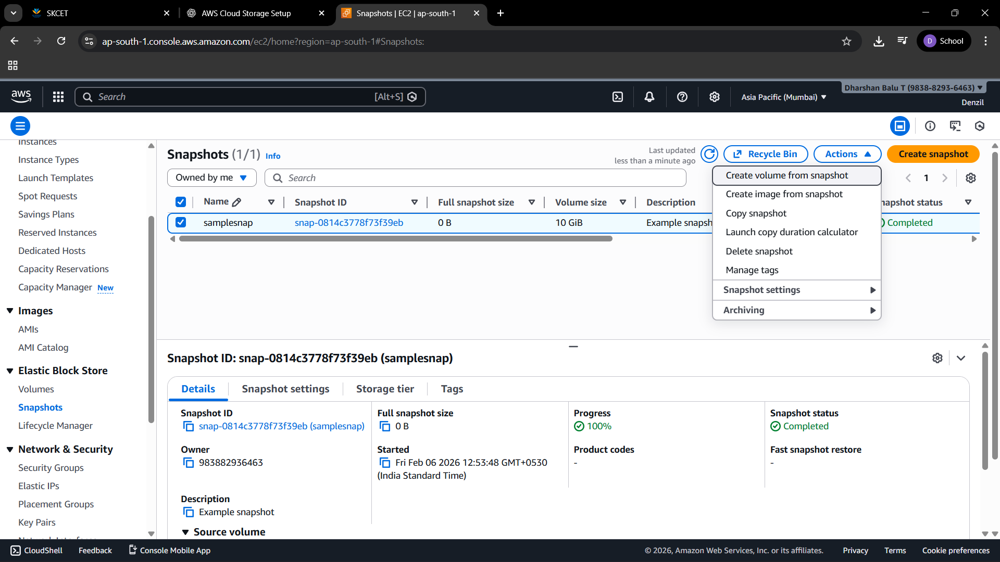 SKCET
AWS Cloud Storage Setup
Snapshots | EC2 | ap-south-1
ap-south-1.console.aws.amazon.com/ec2/home?region=ap-south-1#Snapshots:
D School
aws
Search [Alt+S]
Asia Pacific (Mumbai)
Dharshan Balu T (9838-8293-6463)
Denzil
Instances
Instance Types
Launch Templates
Spot Requests
Savings Plans
Reserved Instances
Dedicated Hosts
Capacity Reservations
Capacity Manager New
Images
AMIs
AMI Catalog
Elastic Block Store
Volumes
Snapshots
Lifecycle Manager
Network & Security
Security Groups
Elastic IPs
Placement Groups
Key Pairs
Snapshots (1/1) Info
Last updated
less than a minute ago
Recycle Bin
Actions
Create snapshot
Owned by me
Search
1
Create volume from snapshot
Create image from snapshot
Copy snapshot
Launch copy duration calculator
Delete snapshot
Manage tags
Snapshot settings
Archiving
Name Snapshot ID Full snapshot size Volume size Description napshot status
samplesnap snap-0814c3778f73f39eb 0 B 10 GiB Example snapsh Completed
Snapshot ID: snap-0814c3778f73f39eb (samplesnap)
Details Snapshot settings Storage tier Tags
Snapshot ID
snap-0814c3778f73f39eb (samplesnap)
Full snapshot size
0 B
Progress
100%
Snapshot status
Completed
Owner
983882936463
Started
Fri Feb 06 2026 12:53:48 GMT+0530
(India Standard Time)
Product codes
-
Fast snapshot restore
-
Description
Example snapshot
Source volume
CloudShell Feedback Console Mobile App
© 2026, Amazon Web Services, Inc. or its affiliates. Privacy Terms Cookie preferences